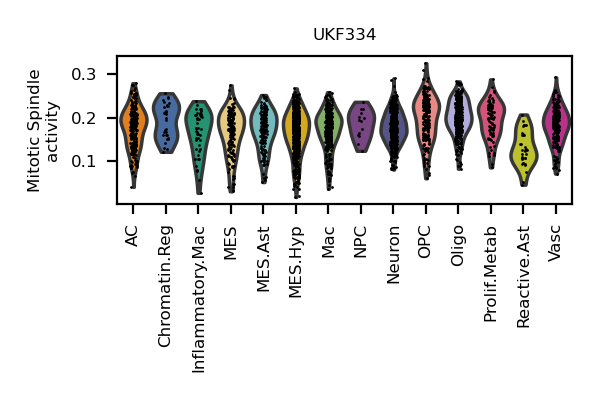 UKF334
Mitotic Spindle
activity
0.3
0.2
0.1
AC
Chromatin.Reg
Inflammatory.Mac
MES
MES.Ast
MES.Hyp
Mac
NPC
Neuron
OPC
Oligo
Prolif.Metab
Reactive.Ast
Vasc